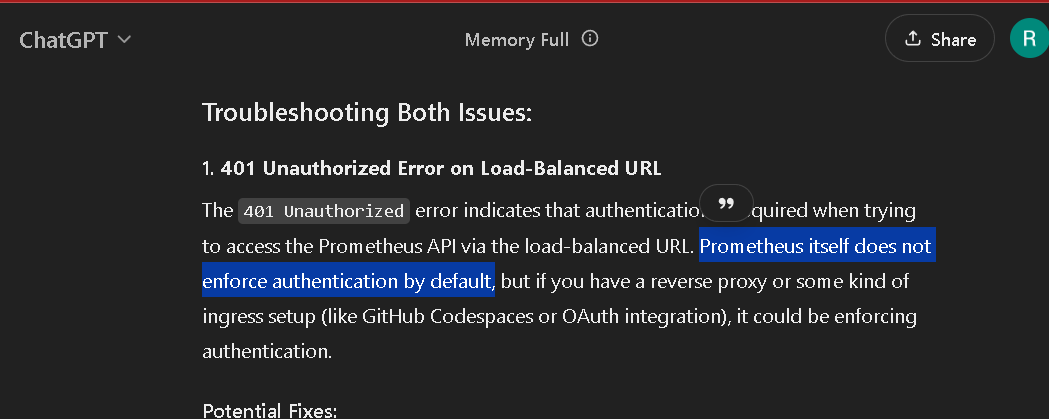 ChatGPT
Memory Full
Share
R
Troubleshooting Both Issues:
1. 401 Unauthorized Error on Load-Balanced URL
The 401 Unauthorized error indicates that authentication quired when trying
to access the Prometheus API via the load-balanced URL. Prometheus itself does not
enforce authentication by default, but if you have a reverse proxy or some kind of
ingress setup (like GitHub Codespaces or OAuth integration), it could be enforcing
authentication.
Potential Fixes: